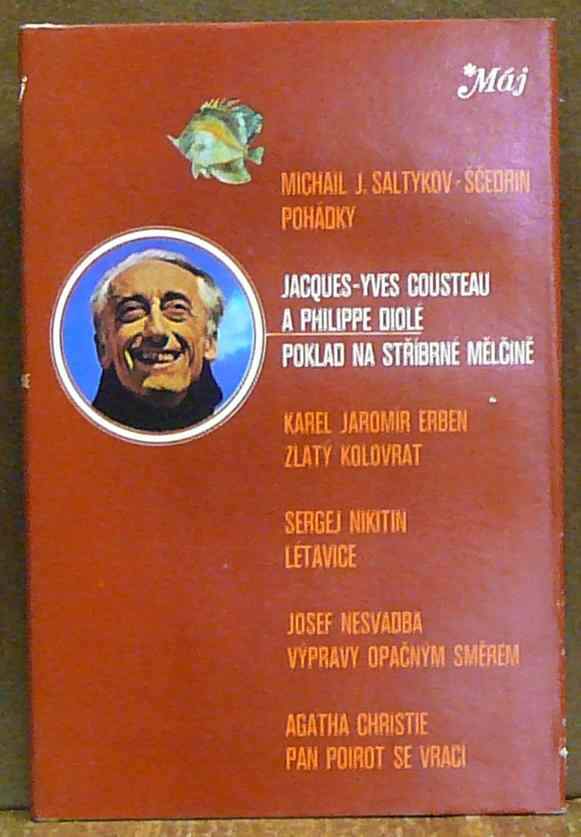 Máj
MICHAIL J. SALTYKOV-ŠČEDRIN
POHÁDKY
JACQUES-YVES COUSTEAU
A PHILIPPE DIOLÉ
POKLAD NA STŘÍBRNÉ MĚLČINĚ
KAREL JAROMÍR ERBEN
ZLATÝ KOLOVRAT
SERGEJ NIKITIN
LÉTAVICE
JOSEF NESVADBA
VÝPRAVY OPAČNÝM SMĚREM
AGATHA CHRISTIE
PAN POIROT SE VRACÍ